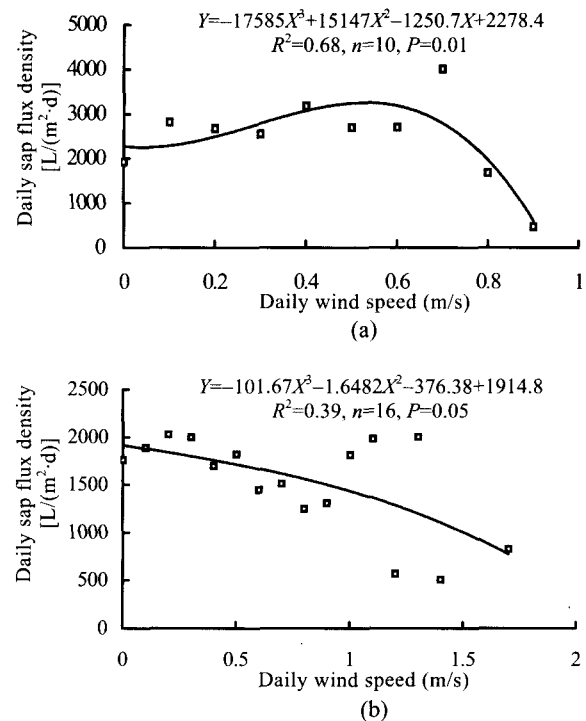 Y=−17585X³+15147X²−1250.7X+2278.4
R²=0.68, n=10, P=0.01
Daily sap flux density
[L/(m²·d)]
5000
4000
3000
2000
1000
0
0 0.2 0.4 0.6 0.8 1
Daily wind speed (m/s)
(a)
Y=−101.67X³−1.6482X²−376.38+1914.8
R²=0.39, n=16, P=0.05
Daily sap flux density
[L/(m²·d)]
2500
2000
1500
1000
500
0
0 0.5 1 1.5 2
Daily wind speed (m/s)
(b)